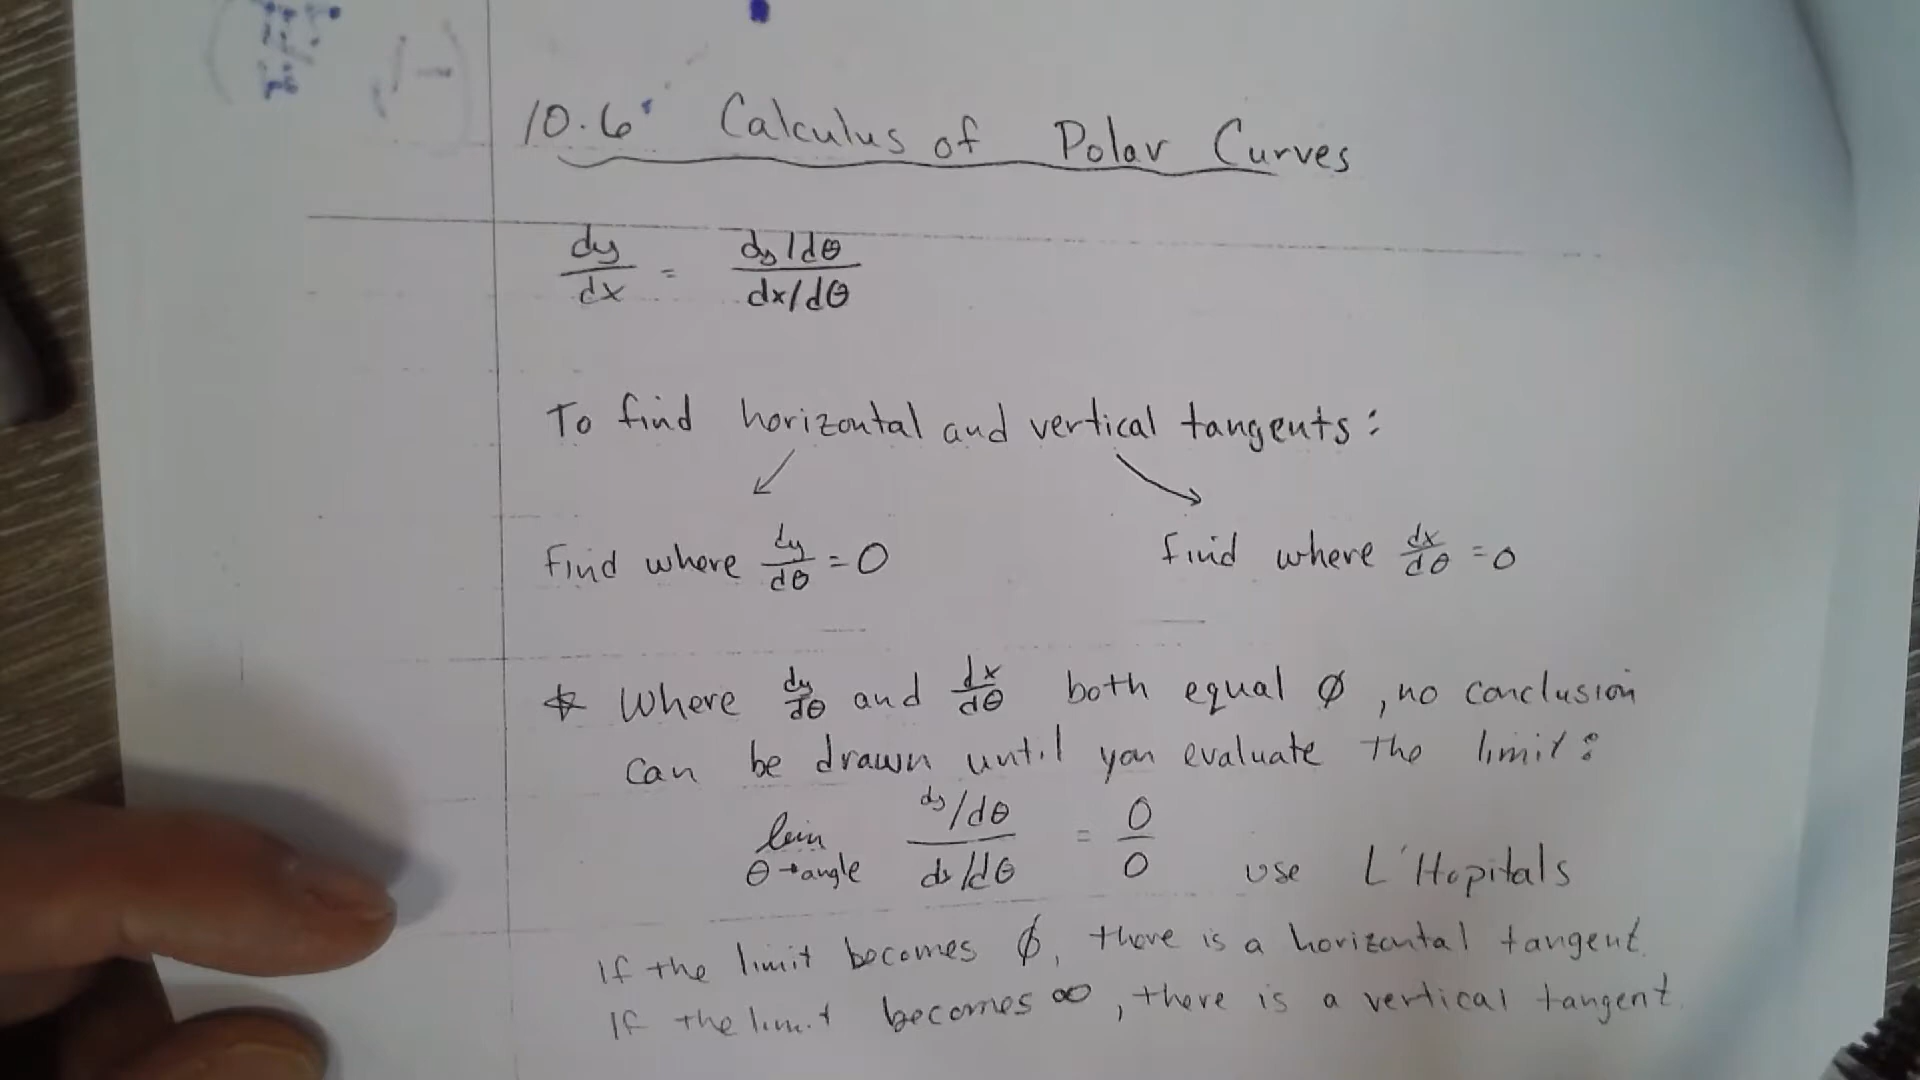 10.6 Calculus of Polar Curves
dy/dx = dy/dθ / dx/dθ
To find horizontal and vertical tangents:
Find where dy/dθ = 0 find where dx/dθ = 0
* Where dy/dθ and dx/dθ both equal Ø, no conclusion
can be drawn until you evaluate the limit:
lim θ→angle dy/dθ / dx/dθ = 0/0 use L'Hopitals
If the limit becomes Ø, there is a horizontal tangent.
If the limit becomes ∞, there is a vertical tangent.